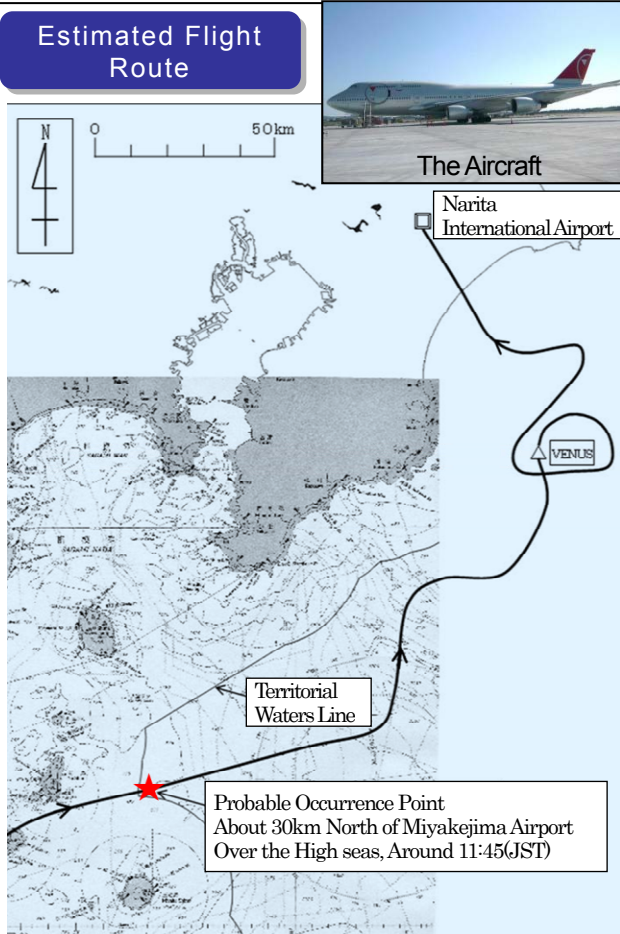 Estimated Flight
Route
The Aircraft
N
0
50km
Narita
International Airport
VENUS
Territorial
Waters Line
Probable Occurrence Point
About 30km North of Miyakejima Airport
Over the High seas, Around 11:45(JST)